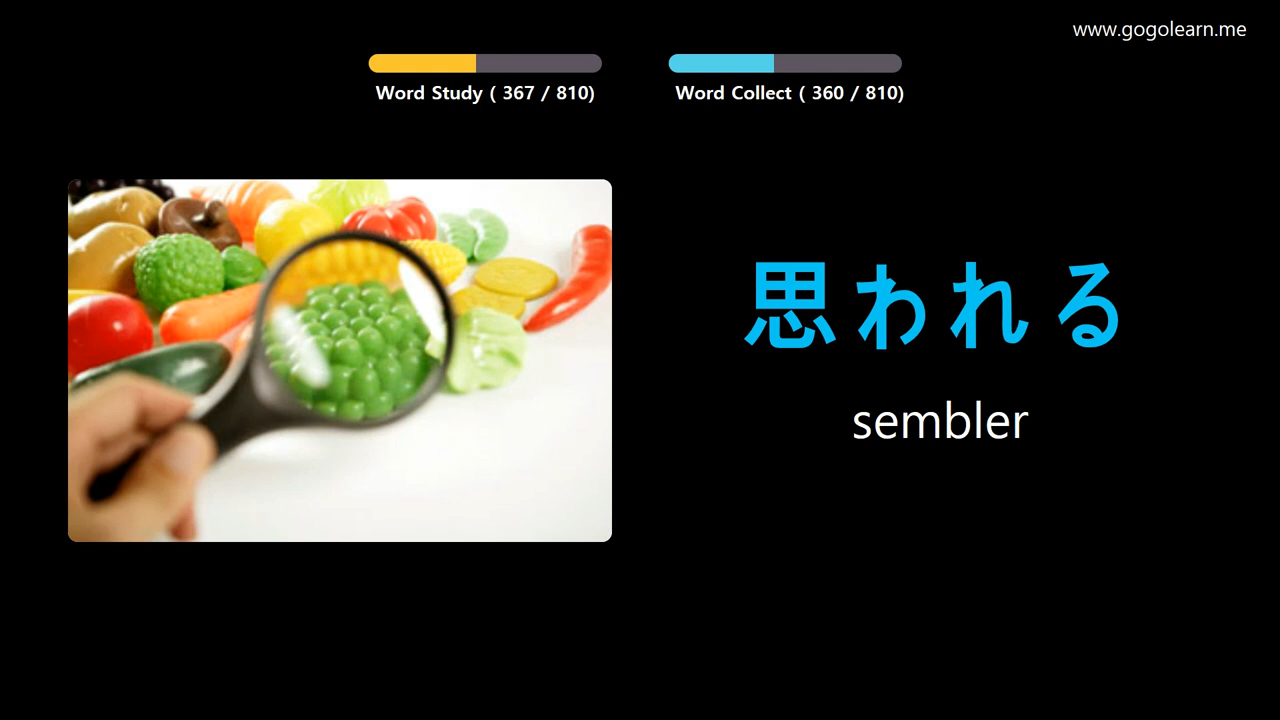 www.gogolearn.me
Word Study ( 367 / 810)
Word Collect ( 360 / 810)
思われる
sembler